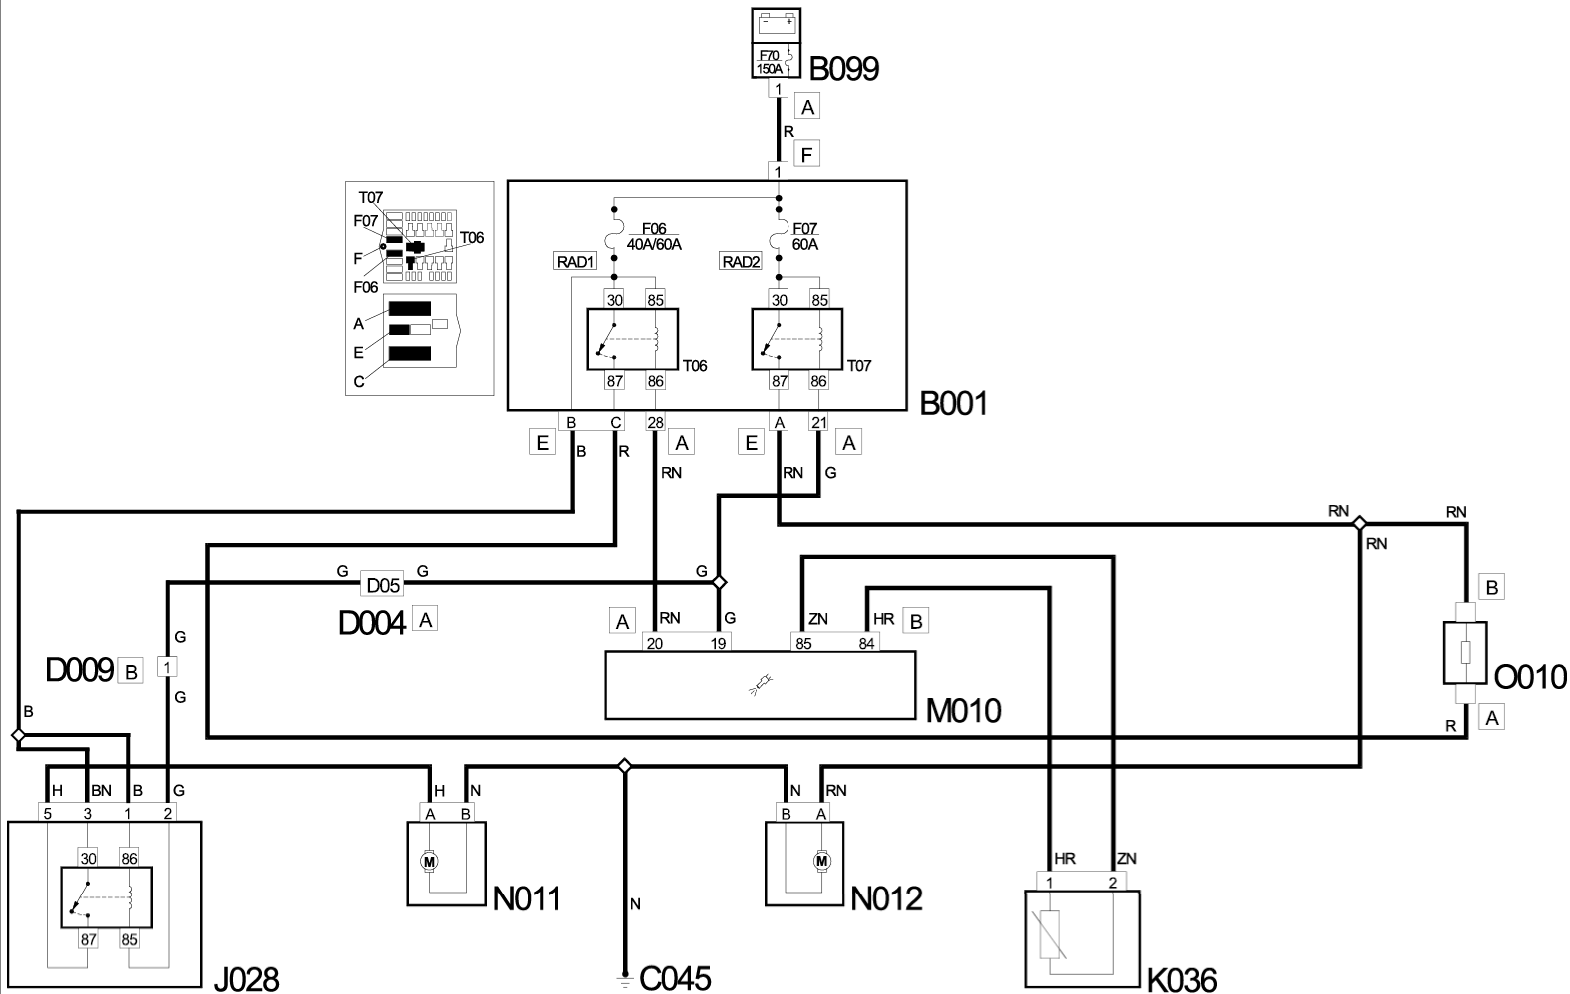 - +
F70
150A
B099
1
A
R
F
1
T07
F07
T06
F
F06
A
E
C
F06
40A/60A
F07
60A
RAD1
RAD2
30 85
30 85
T06
T07
87 86
87 86
B001
B C 28
A 21
E
A
E
A
B R RN
RN G
RN RN
RN
G G G
D05
D004 A
B
A
RN G
ZN HR B
20 19 85 84
G
D009 B 1
G
O010
M010
A
B
R
H BN B G
H N
N RN
5 3 1 2
A B
B A
30 86
M
M
HR ZN
1 2
N011
N012
N
87 85
J028
C045
K036